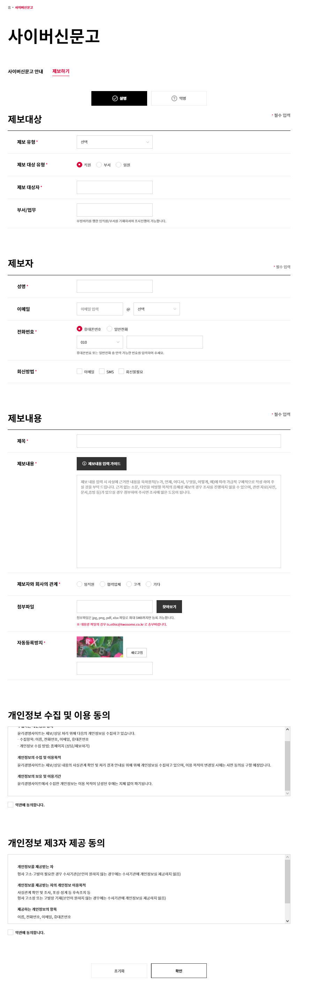 홈 • 사이버신문고
사이버신문고
사이버신문고 안내 제보하기
실명 익명
제보대상 * 필수 입력
제보 유형 * 선택
제보 대상 유형 * 직원 부서 임원
제보 대상자 *
부서/업무
부정비리를 행한 임직원/부서를 기재하셔야 조사진행이 가능합니다.
제보자 * 필수 입력
성명 *
이메일 이메일 입력 @ 선택
전화번호 * 휴대폰번호 일반전화
010
휴대폰번호 또는 일반전화 중 연락 가능한 번호를 입력하여 주세요.
회신방법 * 이메일 SMS 회신불필요
제보내용 * 필수 입력
제목 *
제보내용 * 제보내용 입력 가이드
제보 내용 입력 시 사실에 근거한 내용을 육하원칙(누가, 언제, 어디서, 무엇을, 어떻게, 왜)에 따라 가급적 구체적으로 작성 하여 주
실 것을 부탁 드립니다. 근거 없는 소문, 타인을 비방할 목적의 음해성 제보의 경우 조사를 진행하지 않을 수 있으며, 관련 자료(사진,
문서,증빙 등)가 있으실 경우 첨부하여 주시면 조사에 많은 도움이 됩니다.
제보자와 회사의 관계 * 임직원 협력업체 고객 기타
첨부파일 찾아보기
첨부파일은 jpg, png, pdf, xlsx 파일로 최대 5MB까지만 등록 가능합니다.
※ 대용량 파일의 경우 ts.ethic@twosome.co.kr 로 송부바랍니다.
자동등록방지 * 5 R X 8 1
새로고침
개인정보 수집 및 이용 동의
윤리경영사이트는 제보/상담 처리 위해 다음의 개인정보를 수집하고 있습니다.
- 수집항목: 이름, 전화번호, 이메일, 휴대폰번호
- 개인정보 수집 방법: 홈페이지 (상담/제보하기)
개인정보의 수집 및 이용목적
윤리경영사이트는 제보/상담 내용의 사실관계 확인 및 처리 결과 안내를 위해 위해 개인정보를 수집하고 있으며, 이용 목적이 변경될 시에는 사전 동의를 구할 예정입니다.
개인정보의 보유 및 이용기간
윤리경영사이트에서 수집한 개인정보는 이용 목적이 달성된 후에는 지체 없이 파기됩니다.
약관에 동의합니다.
개인정보 제3자 제공 동의
개인정보를 제공받는 자
형사 고소·고발이 필요한 경우 수사기관(본인이 원하지 않는 경우에는 수사기관에 개인정보를 제공하지 않음)
개인정보를 제공받는 자의 개인정보 이용목적
사실관계 확인 및 조사, 포상·징계 등 후속조치 등
형사 고소장 또는 고발장 기재(본인이 원하지 않는 경우에는 수사기관에 개인정보를 제공하지 않음)
제공하는 개인정보의 항목
이름, 전화번호, 이메일, 휴대폰번호
약관에 동의합니다.
초기화 확인